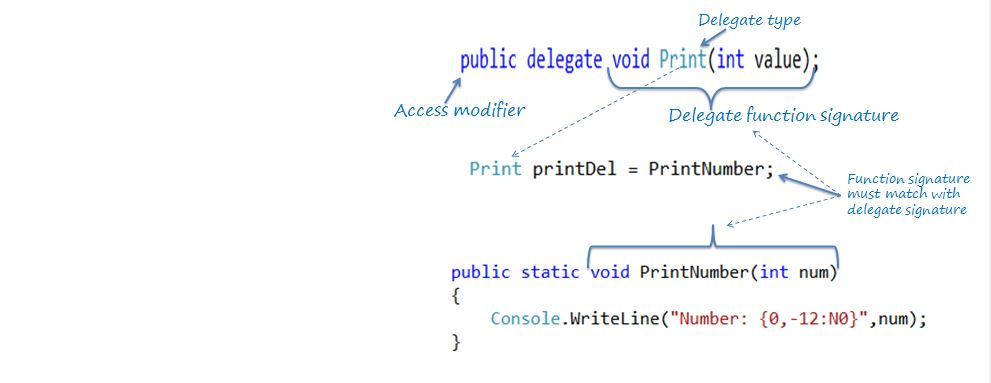 Delegate type
public delegate void Print(int value);
Access modifier
Delegate function signature
Print printDel = PrintNumber;
Function signature
must match with
delegate signature
public static void PrintNumber(int num)
{
Console.WriteLine("Number: {0,-12:N0}",num);
}